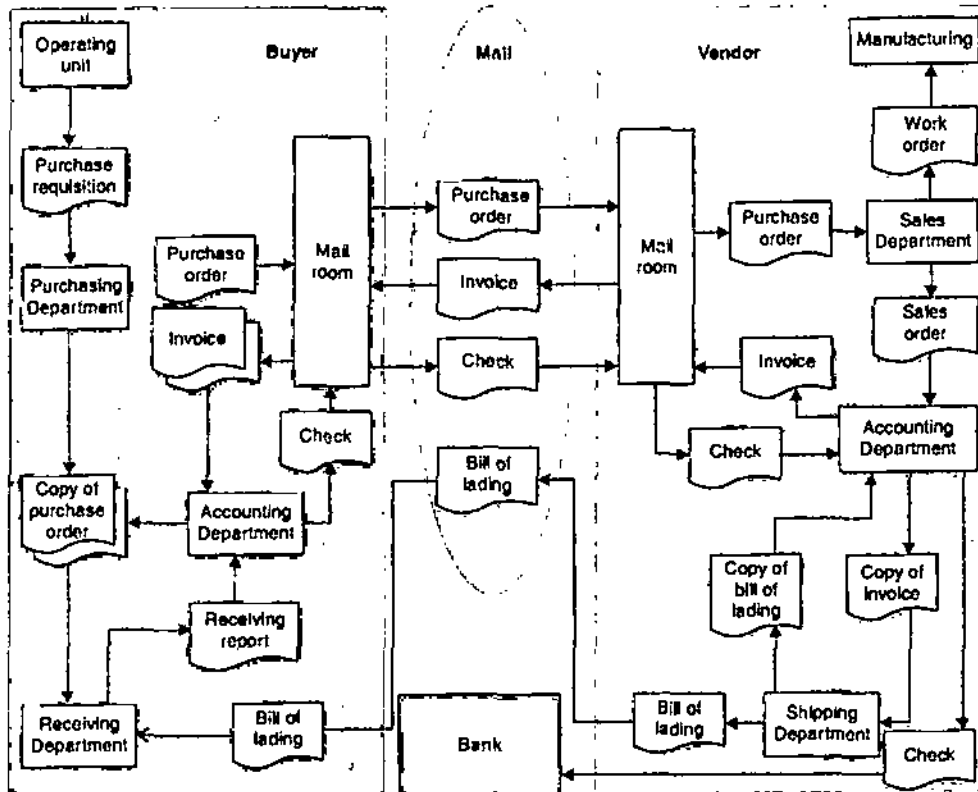 Operating
unit
Buyer
Mail
Vendor
Manufacturing
Work
order
Purchase
requisition
Purchase
order
Mail
room
Purchase
order
Mail
room
Purchase
order
Sales
Department
Purchasing
Department
Invoice
Invoice
Sales
order
Check
Invoice
Check
Check
Accounting
Department
Copy of
purchase
order
Accounting
Department
Bill of
lading
Copy of
bill of
lading
Copy of
Invoice
Receiving
report
Receiving
Department
Bill of
lading
Bank
Bill of
lading
Shipping
Department
Check